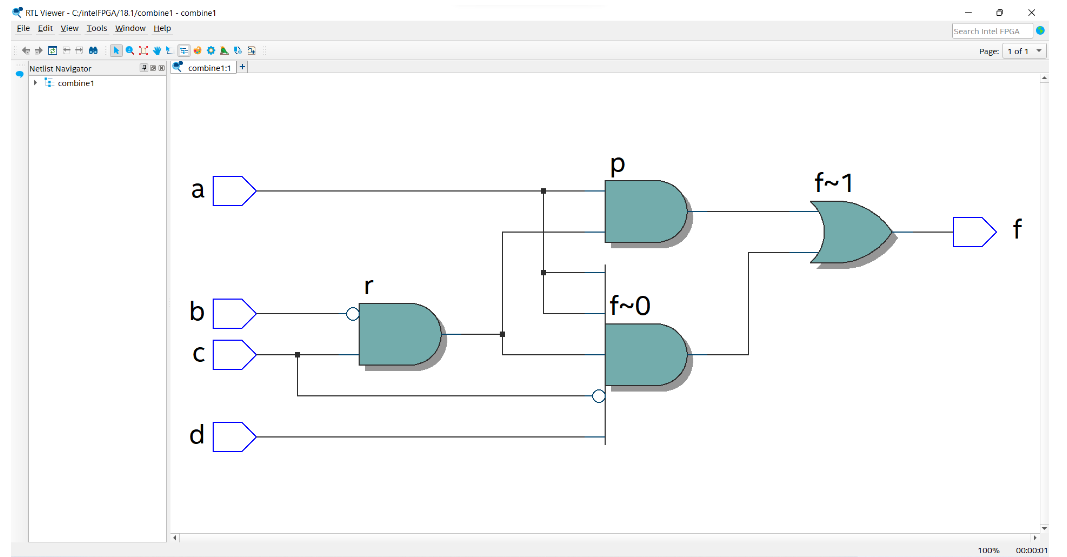 RTL Viewer - C:/intelFPGA/18.1/combine1 - combine1
File Edit View Tools Window Help
Search Intel FPGA
Page: 1 of 1
Netlist Navigator
combine1:1
combine1
a
p
f~1
f
r
b
f~0
c
d
100% 00:00:01